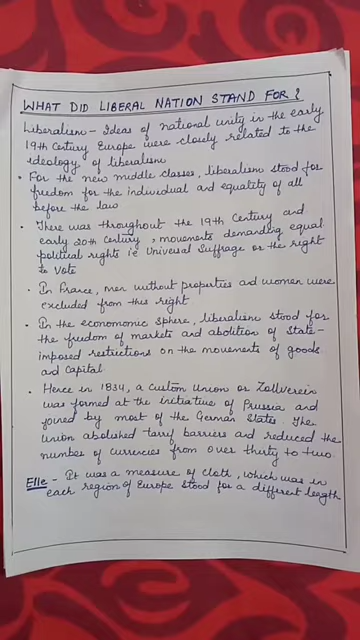 WHAT DID LIBERAL NATION STAND FOR?
Liberalism - Ideas of national unity in the early
19th Century Europe were closely related to the
ideology of liberalism
• For the new middle classes, liberalism stood for
freedom for the individual and equality of all
before the law
• There was throughout the 19th Century and
early 20th Century, movements demanding equal
political rights i.e Universal Suffrage or the right
to vote
• In France, men without properties and women were
excluded from this right
• In the economic sphere, liberalism stood for
the freedom of markets and abolition of State-
imposed restrictions on the movements of goods
and Capital
• Hence in 1834, a Custom Union or Zollverein
was formed at the initiative of Prussia and
joined by most of the German States. The
union abolished tarrif barriers and reduced the
number of currencies from over thirty to two.
Elle - It was a measure of cloth, which was in
each region of Europe stood for a different length